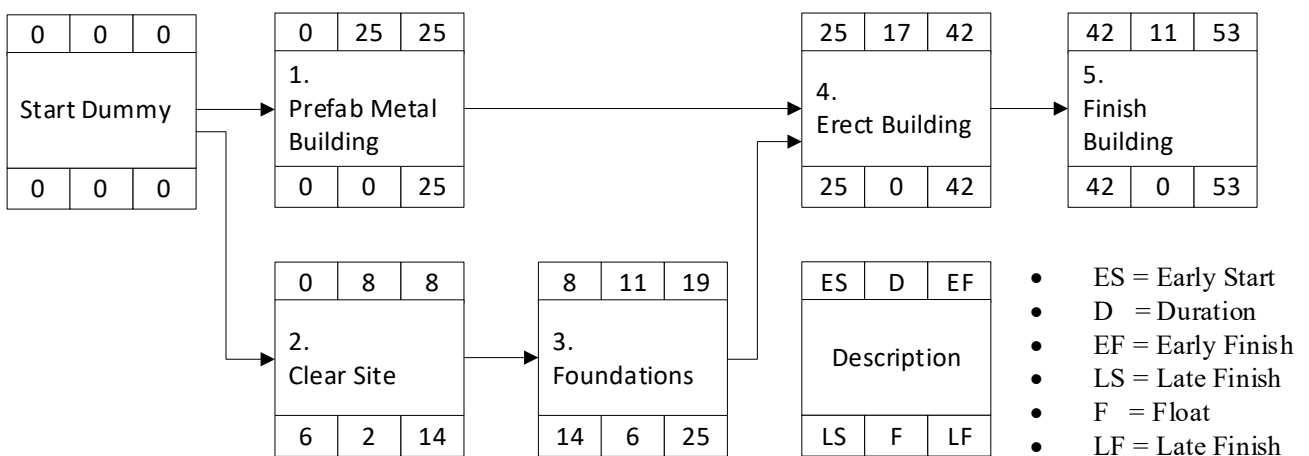 0 0 0
Start Dummy
0 0 0
0 25 25
1.
Prefab Metal
Building
0 0 25
25 17 42
4.
Erect Building
25 0 42
42 11 53
5.
Finish
Building
42 0 53
0 8 8
2.
Clear Site
6 2 14
8 11 19
3.
Foundations
14 6 25
ES D EF
Description
LS F LF
• ES = Early Start
• D = Duration
• EF = Early Finish
• LS = Late Finish
• F = Float
• LF = Late Finish